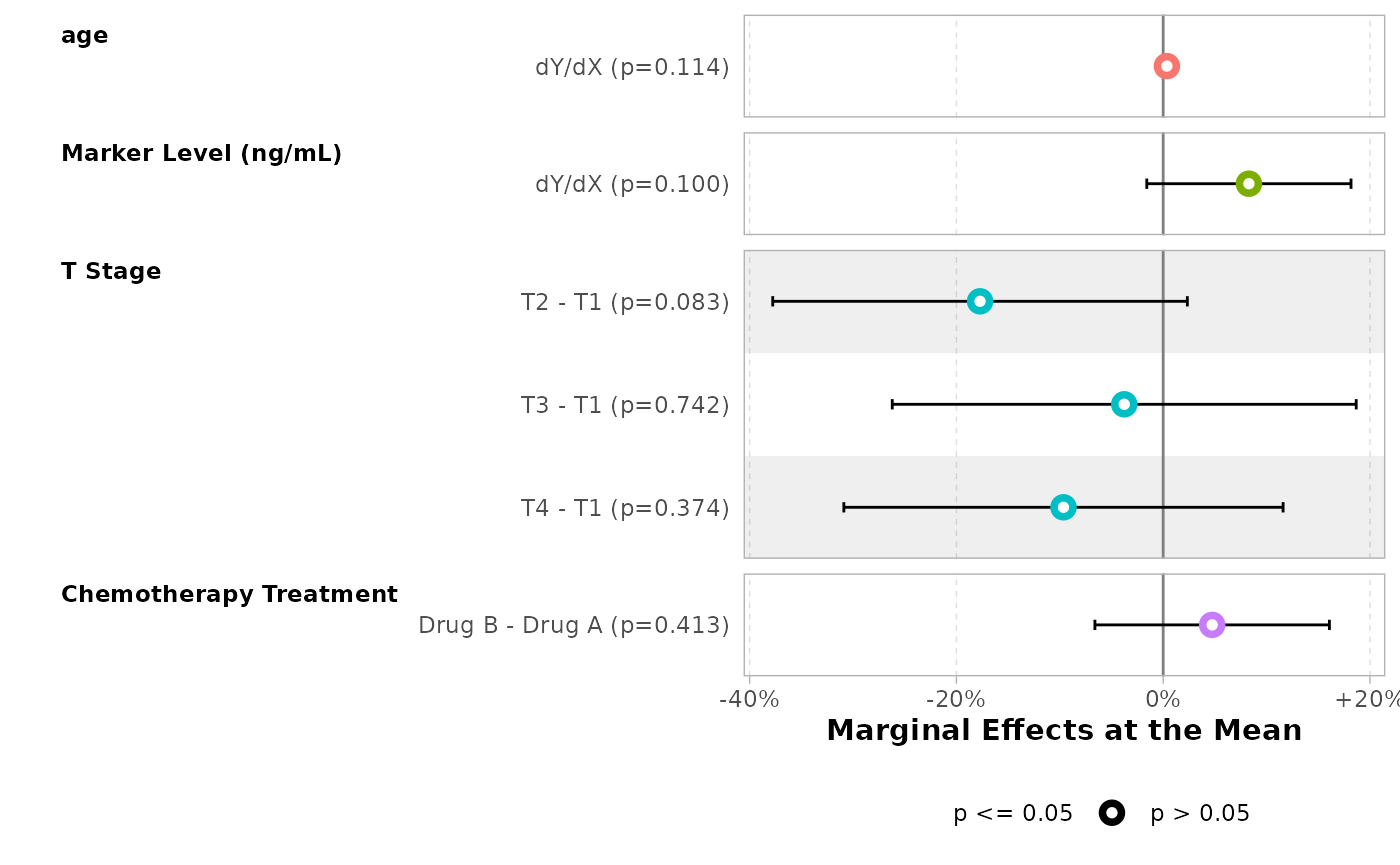 age
dY/dX (p=0.114)
Marker Level (ng/mL)
dY/dX (p=0.100)
T Stage
T2 - T1 (p=0.083)
T3 - T1 (p=0.742)
T4 - T1 (p=0.374)
Chemotherapy Treatment
Drug B - Drug A (p=0.413)
-40% -20% 0% +20%
Marginal Effects at the Mean
p <= 0.05 p > 0.05